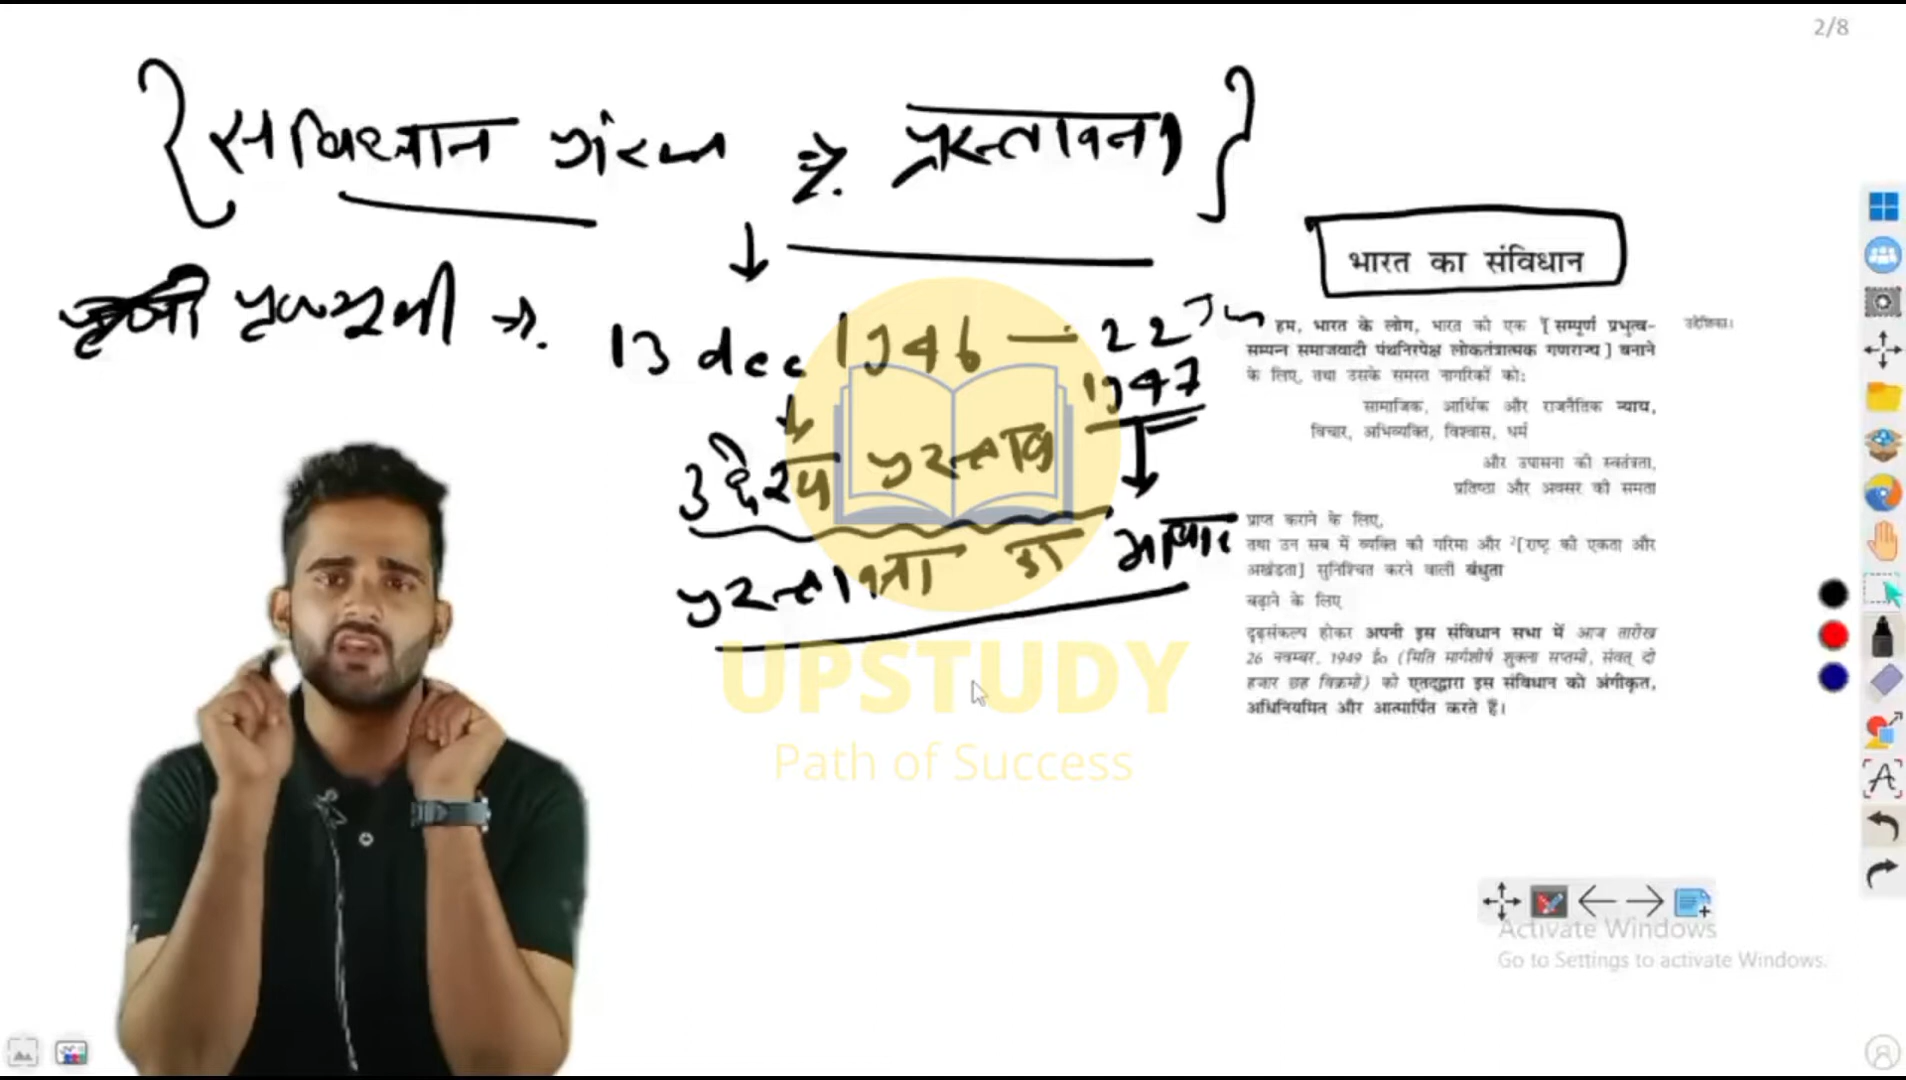 2/8
संविधान प्रारंभ ⇒ प्रस्तावना
पृष्ठभूमी →
13 dec 1946 — 22 Jan
1947
उद्देश्य प्रस्ताव
प्रस्तावना का आधार
UPSTUDY
Path of Success
भारत का संविधान
हम, भारत के लोग, भारत को एक ¹[सम्पूर्ण प्रभुत्व-
उद्देशिका।
सम्पन्न समाजवादी पंथनिरपेक्ष लोकतंत्रात्मक गणराज्य] बनाने
के लिए, तथा उसके समस्त नागरिकों को:
सामाजिक, आर्थिक और राजनैतिक न्याय,
विचार, अभिव्यक्ति, विश्वास, धर्म
और उपासना की स्वतंत्रता,
प्रतिष्ठा और अवसर की समता
प्राप्त कराने के लिए,
तथा उन सब में व्यक्ति की गरिमा और ²[राष्ट्र की एकता और
अखंडता] सुनिश्चित करने वाली बंधुता
बढ़ाने के लिए
दृढ़संकल्प होकर अपनी इस संविधान सभा में आज तारीख
26 नवम्बर, 1949 ई० (मिति मार्गशीर्ष शुक्ला सप्तमी, संवत् दो
हजार छह विक्रमी) को एतद्द्वारा इस संविधान को अंगीकृत,
अधिनियमित और आत्मार्पित करते हैं।
Activate Windows
Go to Settings to activate Windows.